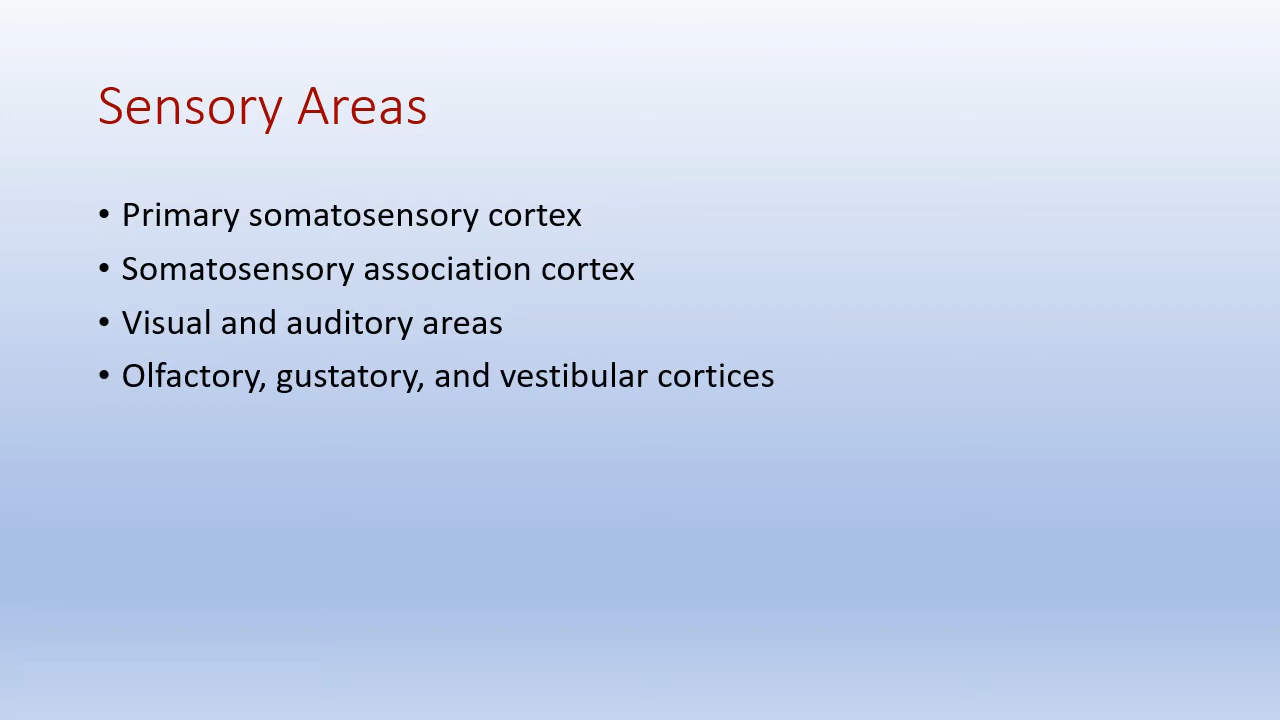 Sensory Areas
• Primary somatosensory cortex
• Somatosensory association cortex
• Visual and auditory areas
• Olfactory, gustatory, and vestibular cortices